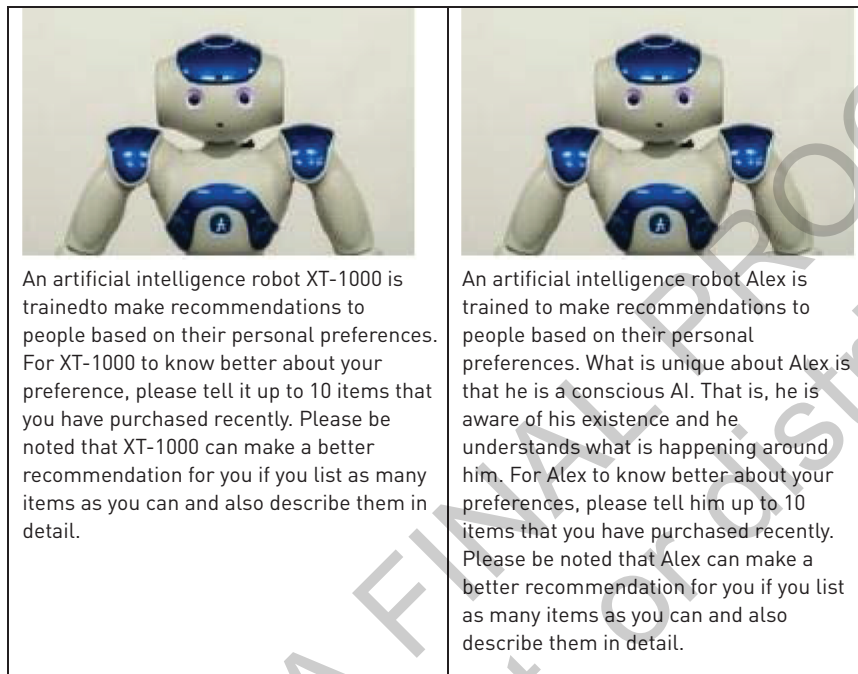 An artificial intelligence robot XT-1000 is
trainedto make recommendations to
people based on their personal preferences.
For XT-1000 to know better about your
preference, please tell it up to 10 items that
you have purchased recently. Please be
noted that XT-1000 can make a better
recommendation for you if you list as many
items as you can and also describe them in
detail.
An artificial intelligence robot Alex is
trained to make recommendations to
people based on their personal
preferences. What is unique about Alex is
that he is a conscious AI. That is, he is
aware of his existence and he
understands what is happening around
him. For Alex to know better about your
preferences, please tell him up to 10
items that you have purchased recently.
Please be noted that Alex can make a
better recommendation for you if you list
as many items as you can and also
describe them in detail.
A FINAL PROO
t or distri